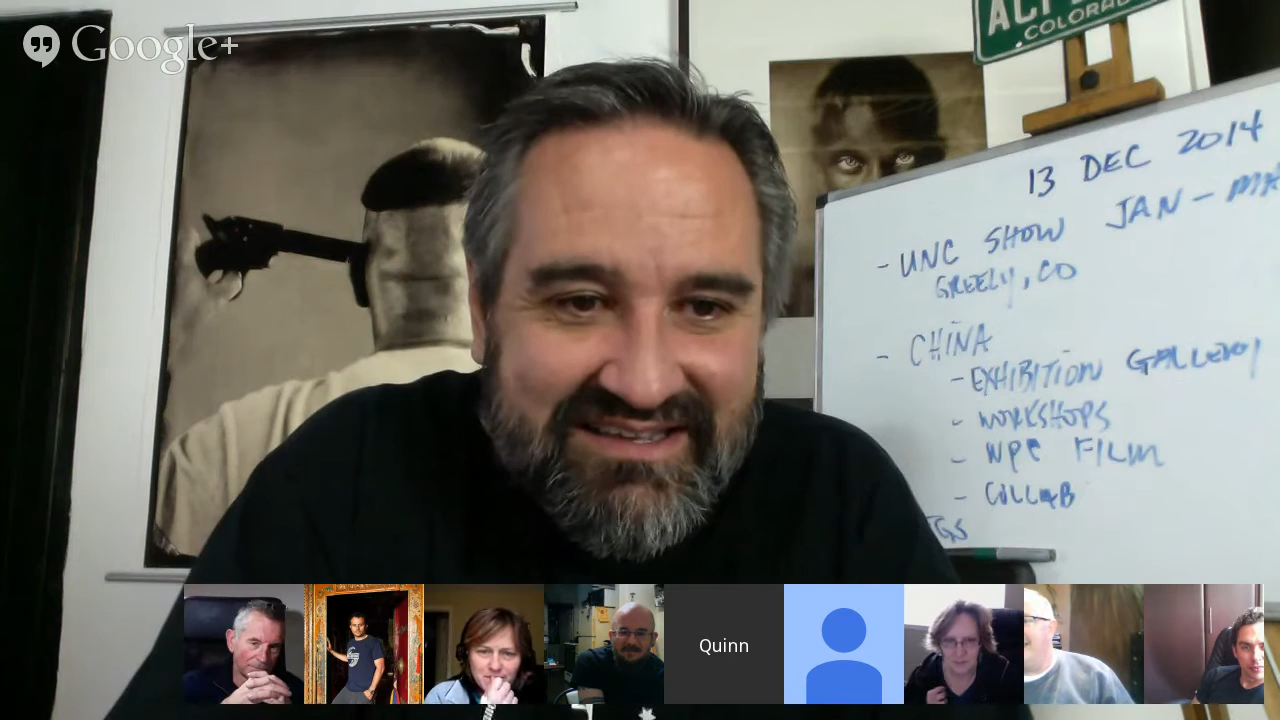 Google+
COLORADO
13 DEC 2014
- UNC SHOW JAN-
GREELY, CO
- CHINA
- EXHIBITION GALLERY
- WORKSHOPS
- WPC FILM
- COLLAB
Quinn